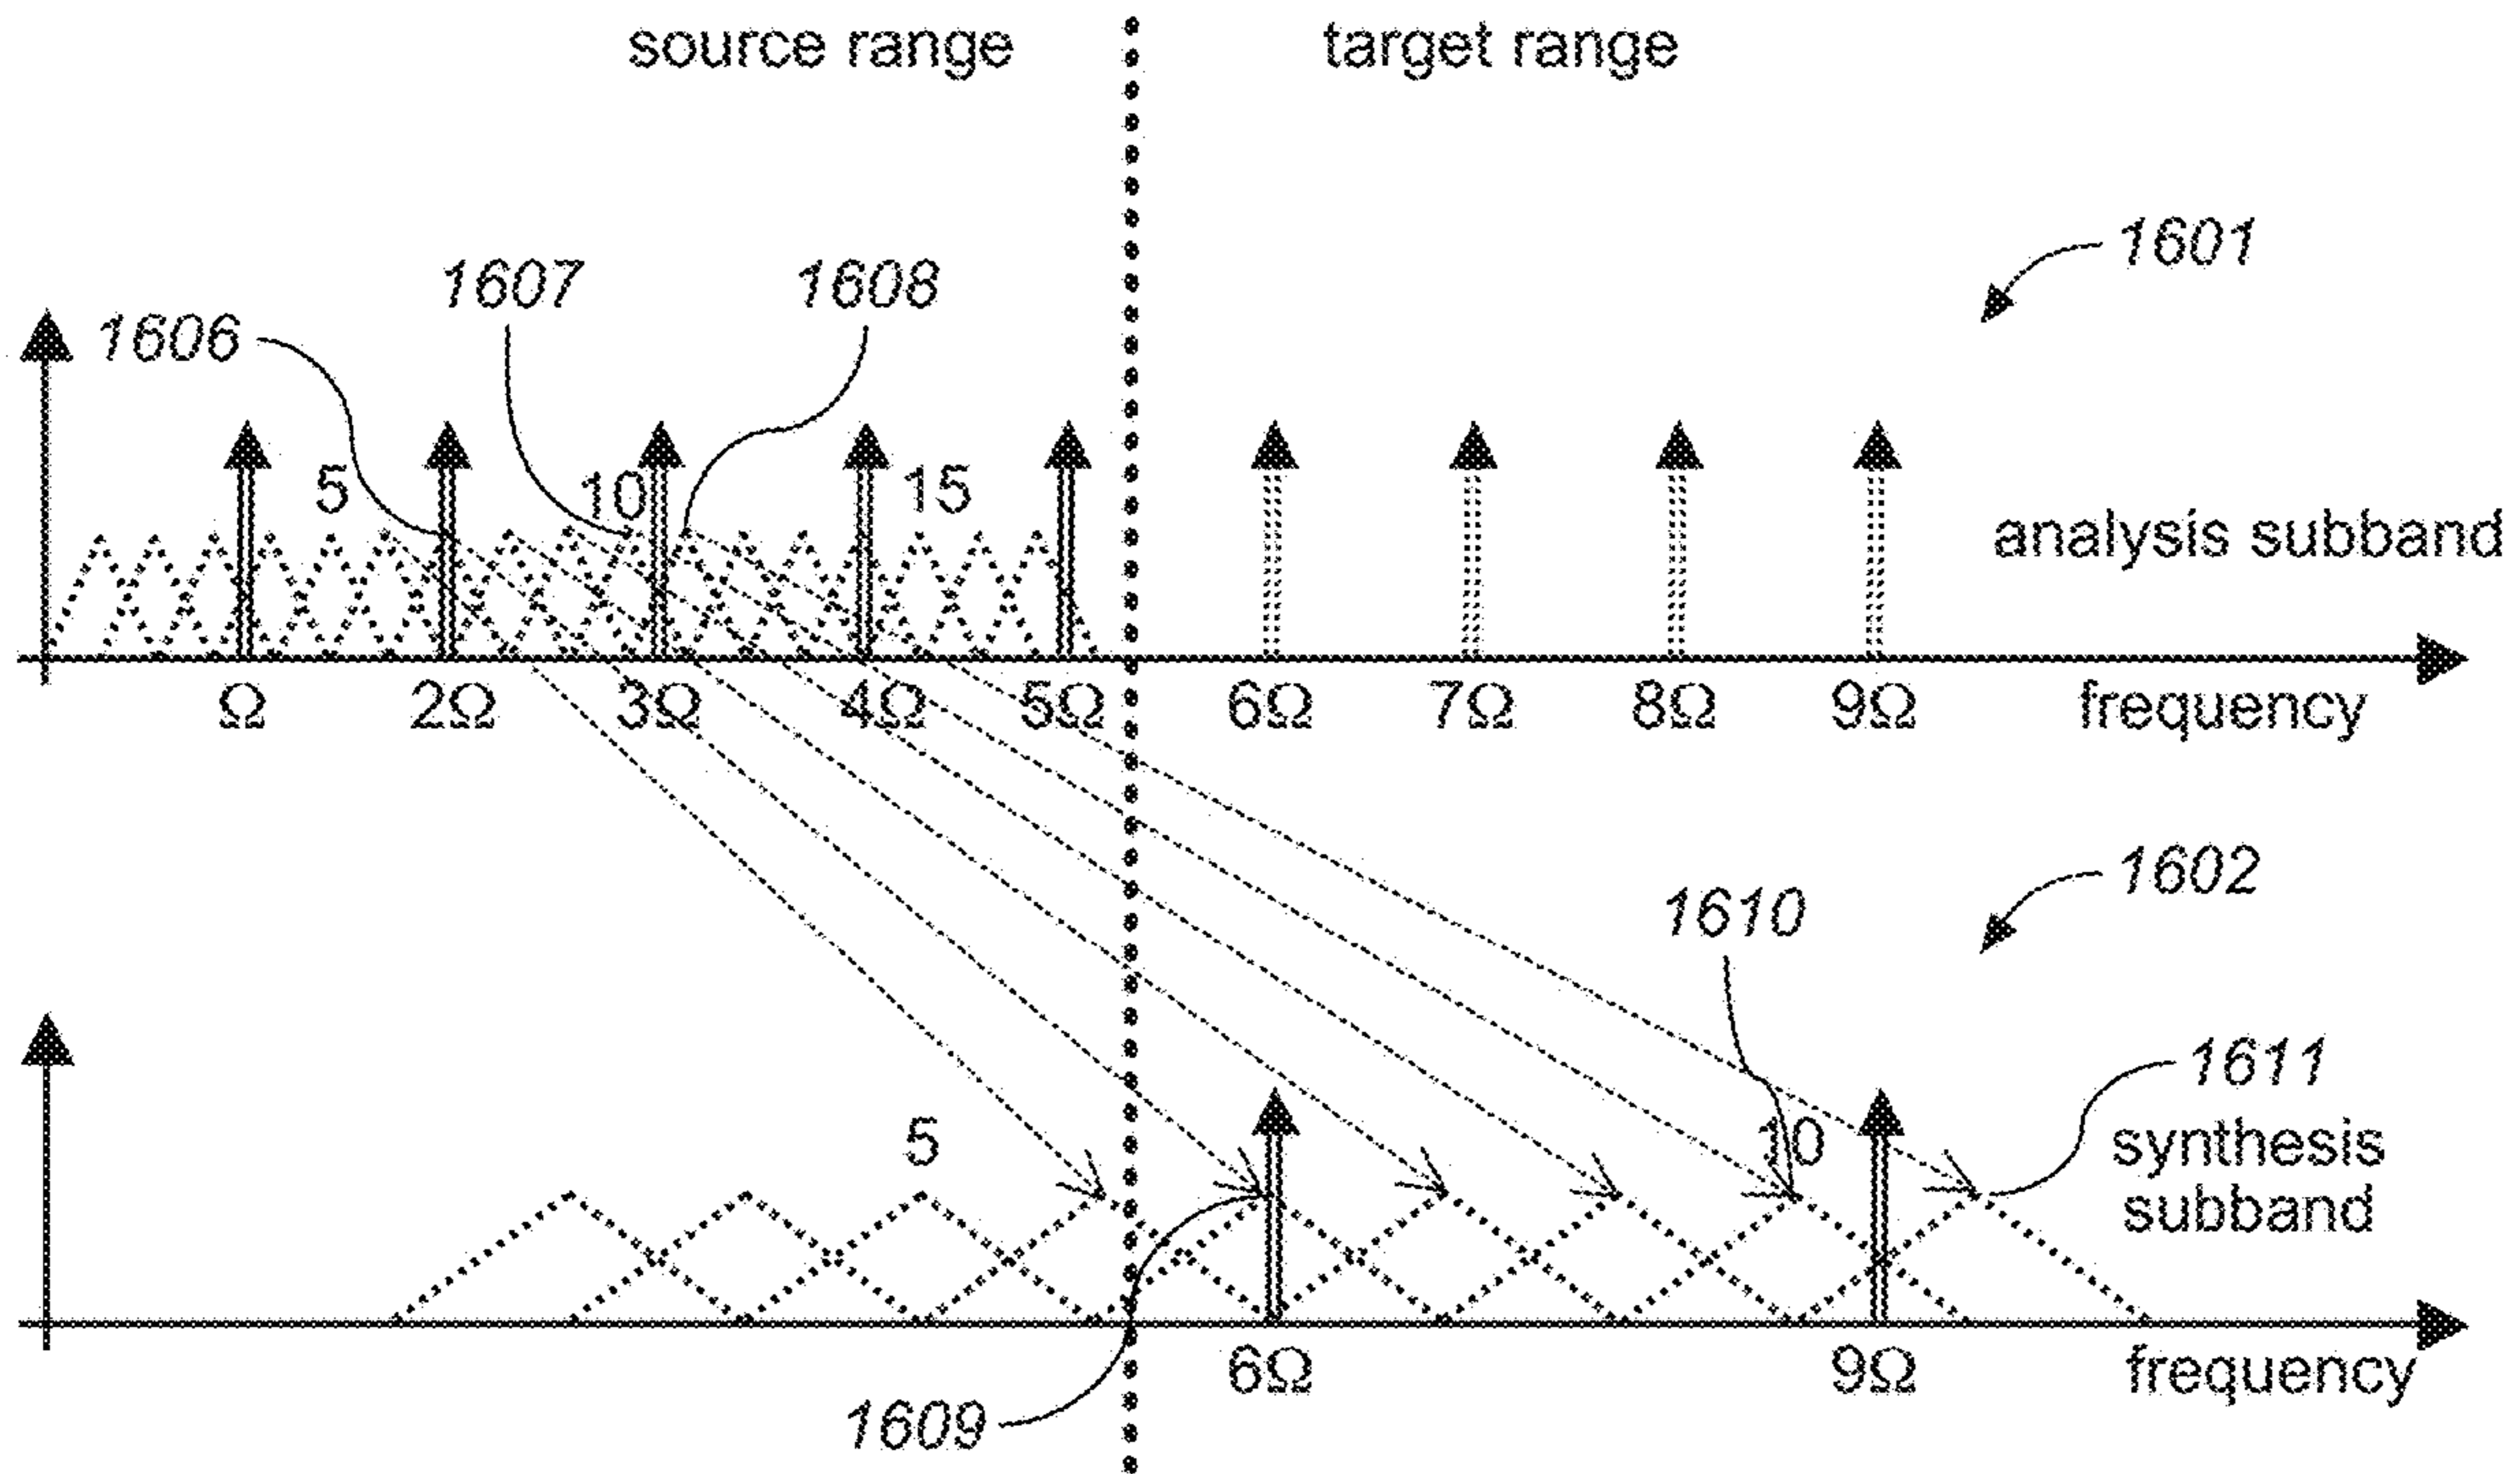 source range target range
1601
1607 1608
1606
5 10 15
analysis subband
Ω 2Ω 3Ω 4Ω 5Ω 6Ω 7Ω 8Ω 9Ω frequency
1602
1610
1611
5 10 synthesis
subband
6Ω 9Ω frequency
1609